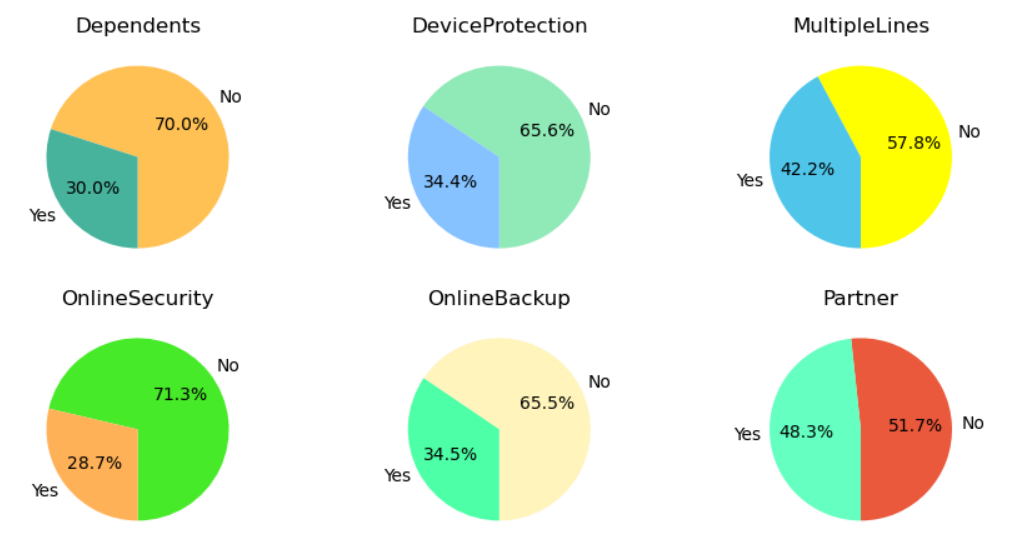 Dependents
No
70.0%
30.0%
Yes
DeviceProtection
No
65.6%
34.4%
Yes
MultipleLines
No
57.8%
42.2%
Yes
OnlineSecurity
No
71.3%
28.7%
Yes
OnlineBackup
No
65.5%
34.5%
Yes
Partner
No
51.7%
48.3%
Yes